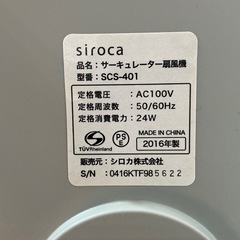 siroca
品名：サーキュレーター扇風機
型番：SCS-401
定格電圧：AC100V
定格周波数：50/60Hz
定格消費電力：24W
TÜVRheinland
PS
E
MADE IN CHINA
2016年製
販売元：シロカ株式会社
S/N：0416KTF985622